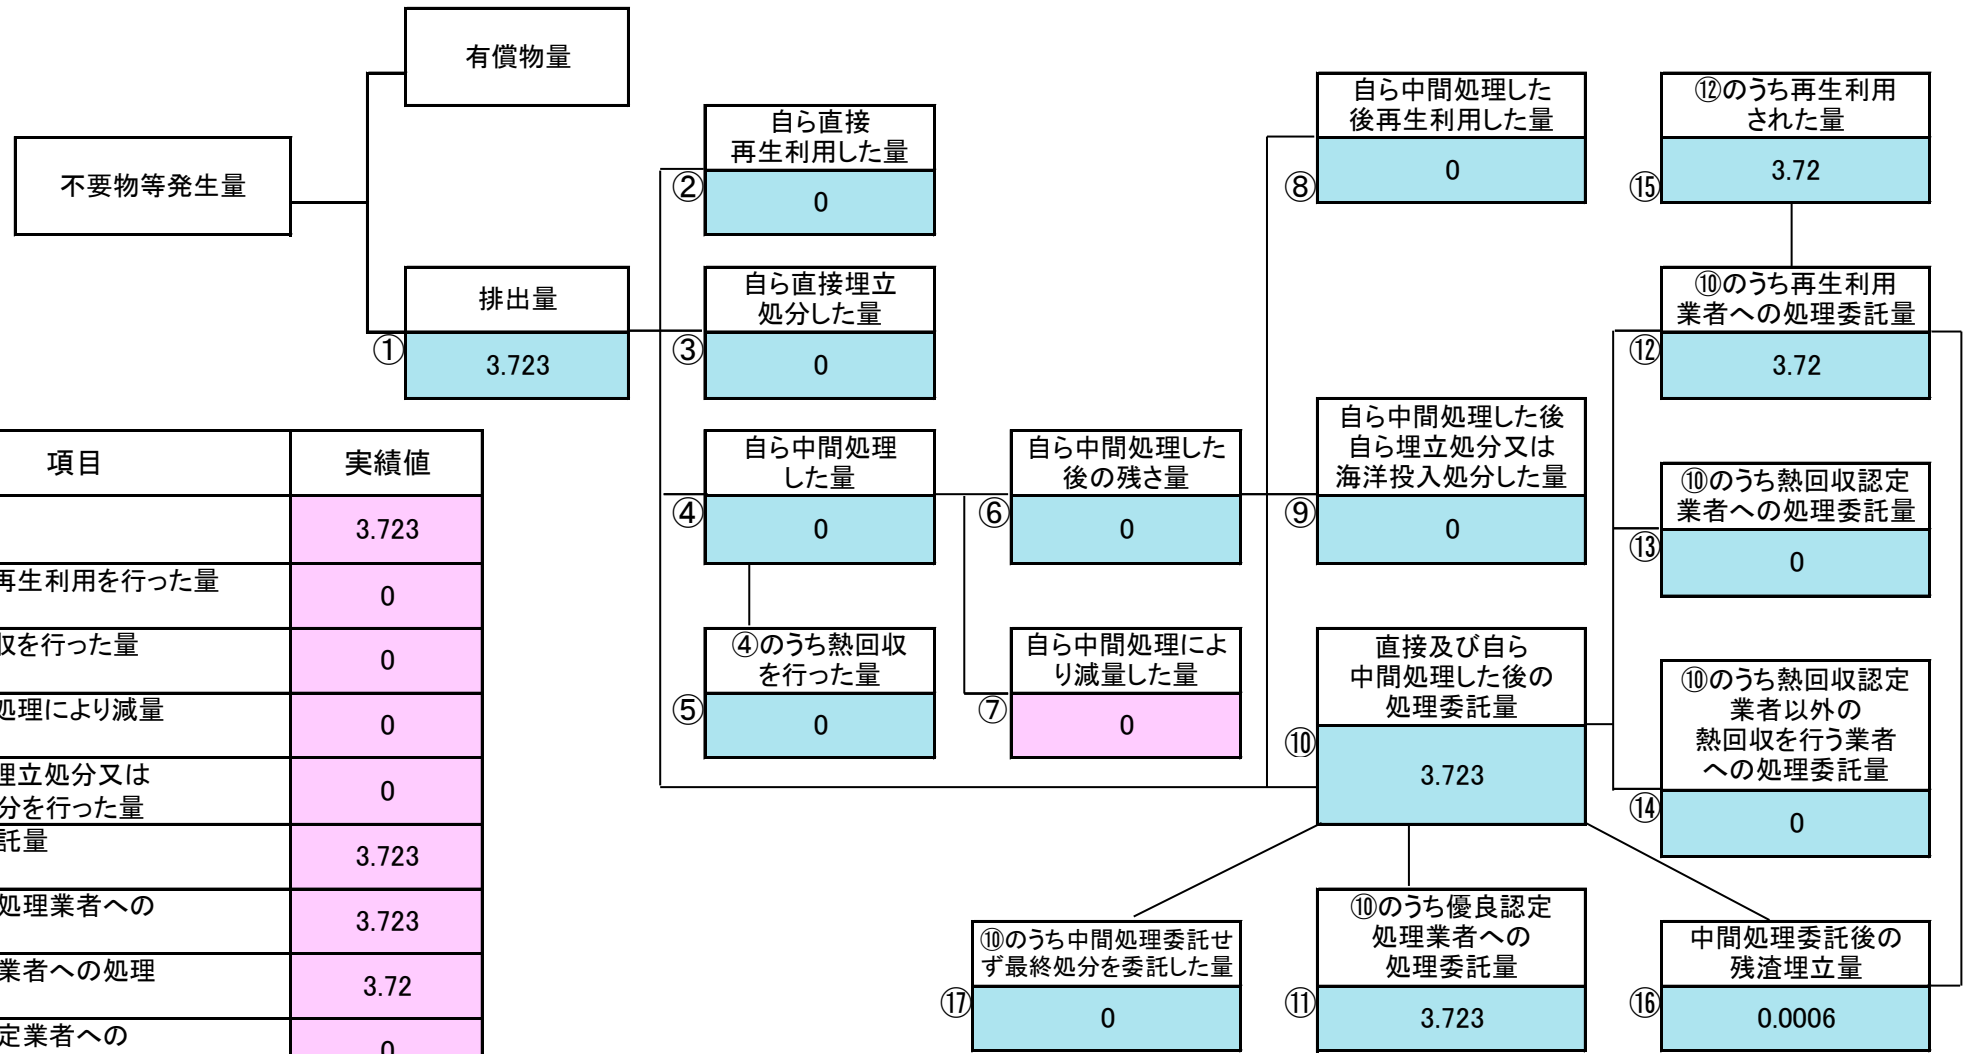 有償物量
不要物等発生量
排出量
①
3.723
自ら直接
再生利用した量
②
0
自ら直接埋立
処分した量
③
0
自ら中間処理
した量
④
0
④のうち熱回収
を行った量
⑤
0
自ら中間処理した
後の残さ量
⑥
0
自ら中間処理によ
り減量した量
⑦
0
自ら中間処理した
後再生利用した量
⑧
0
自ら中間処理した後
自ら埋立処分又は
海洋投入処分した量
⑨
0
直接及び自ら
中間処理した後の
処理委託量
⑩
3.723
⑫のうち再生利用
された量
⑮
3.72
⑩のうち再生利用
業者への処理委託量
⑫
3.72
⑩のうち熱回収認定
業者への処理委託量
⑬
0
⑩のうち熱回収認定
業者以外の
熱回収を行う業者
への処理委託量
⑭
0
⑩のうち中間処理委託せ
ず最終処分を委託した量
⑰
0
⑩のうち優良認定
処理業者への
処理委託量
⑪
3.723
中間処理委託後の
残渣埋立量
⑯
0.0006
項目 実績値
3.723
再生利用を行った量
0
収を行った量
0
処理により減量
0
埋立処分又は
分を行った量
0
託量
3.723
処理業者への
3.723
業者への処理
3.72
定業者への
0